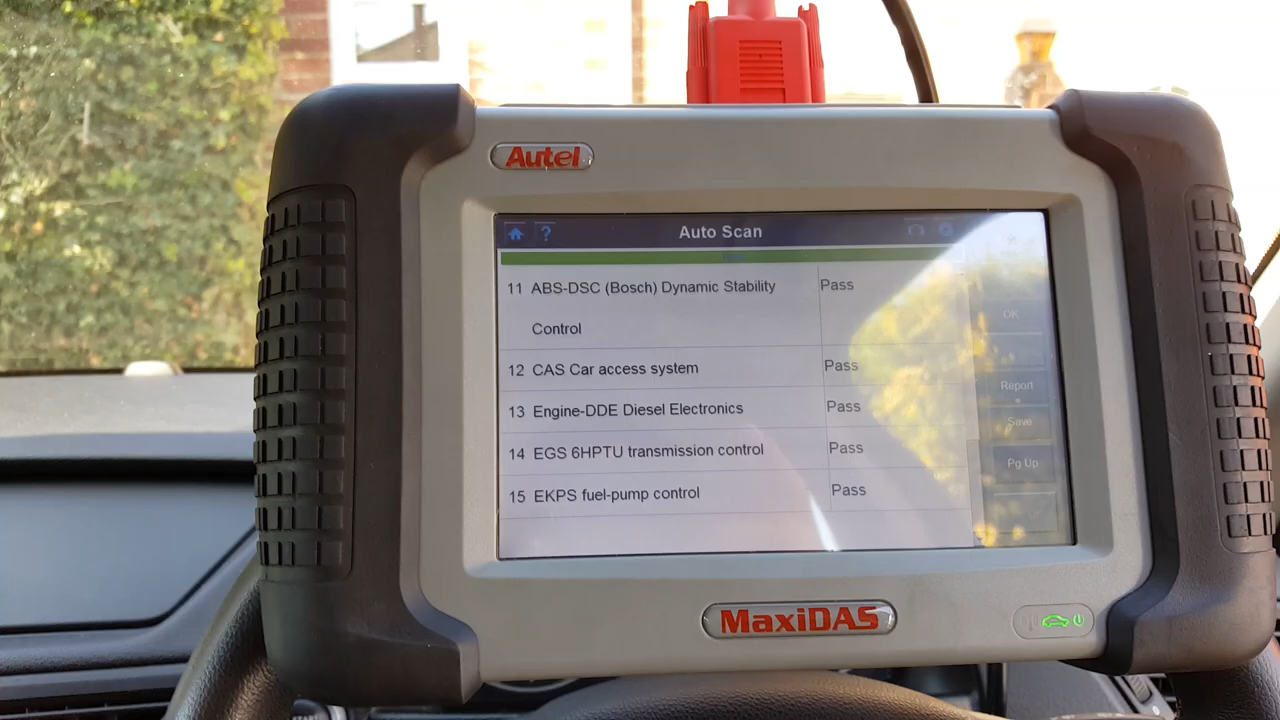 Autel
? Auto Scan
11 ABS-DSC (Bosch) Dynamic Stability Control Pass
12 CAS Car access system Pass
13 Engine-DDE Diesel Electronics Pass
14 EGS 6HPTU transmission control Pass
15 EKPS fuel-pump control Pass
OK
Report
Save
Pg Up
MaxiDAS